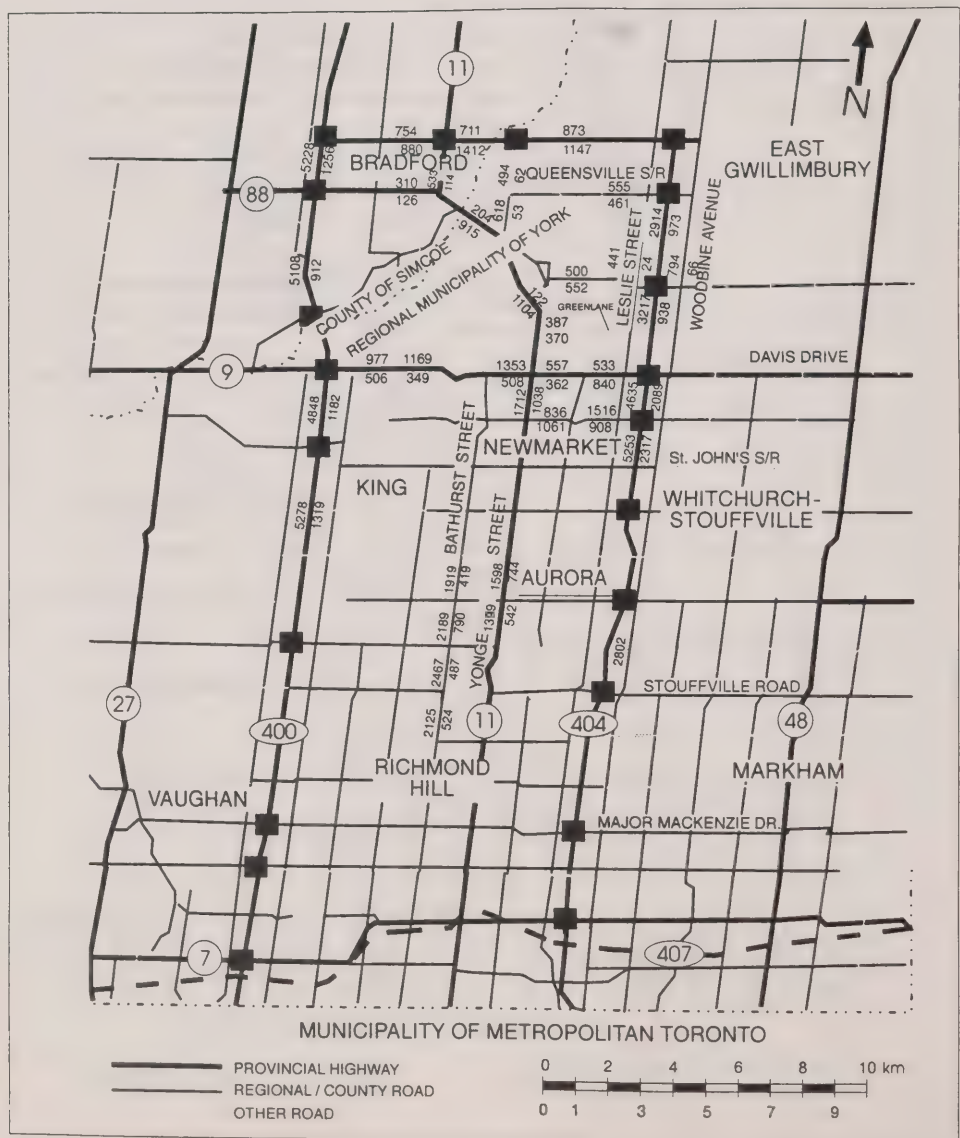 11
N
754
711
873
880
1412
1147
5228
1256
BRADFORD
EAST
GWILLIMBURY
88
310
126
533
114
494
62
QUEENSVILLE S/R
555
461
204
915
618
53
2914
973
5108
912
COUNTY OF SIMCOE
REGIONAL MUNICIPALITY OF YORK
441
24
794
66
LESLIE STREET
WOODBINE AVENUE
500
552
GREENLANE
122
1104
387
370
3217
938
DAVIS DRIVE
9
977
1169
506
349
1353
557
533
508
362
840
4848
1182
1712
1038
4635
2089
836
1516
1061
908
NEWMARKET
5253
2317
St. JOHN'S S/R
KING
WHITCHURCH-
STOUFFVILLE
5278
1319
BATHURST STREET
YONGE STREET
1919
419
1598
744
AURORA
2189
790
1399
542
2467
487
2802
2125
524
STOUFFVILLE ROAD
27
400
11
404
48
RICHMOND
HILL
MARKHAM
VAUGHAN
MAJOR MACKENZIE DR.
7
407
MUNICIPALITY OF METROPOLITAN TORONTO
PROVINCIAL HIGHWAY
REGIONAL / COUNTY ROAD
OTHER ROAD
0 2 4 6 8 10 km
0 1 3 5 7 9